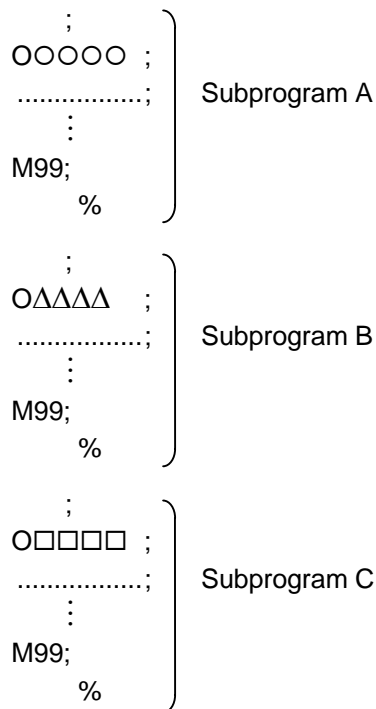 ;
O○○○○ ;
..................; Subprogram A
⋮
M99;
%
;
O∆∆∆∆ ;
..................; Subprogram B
⋮
M99;
%
;
O□□□□ ;
..................; Subprogram C
⋮
M99;
%